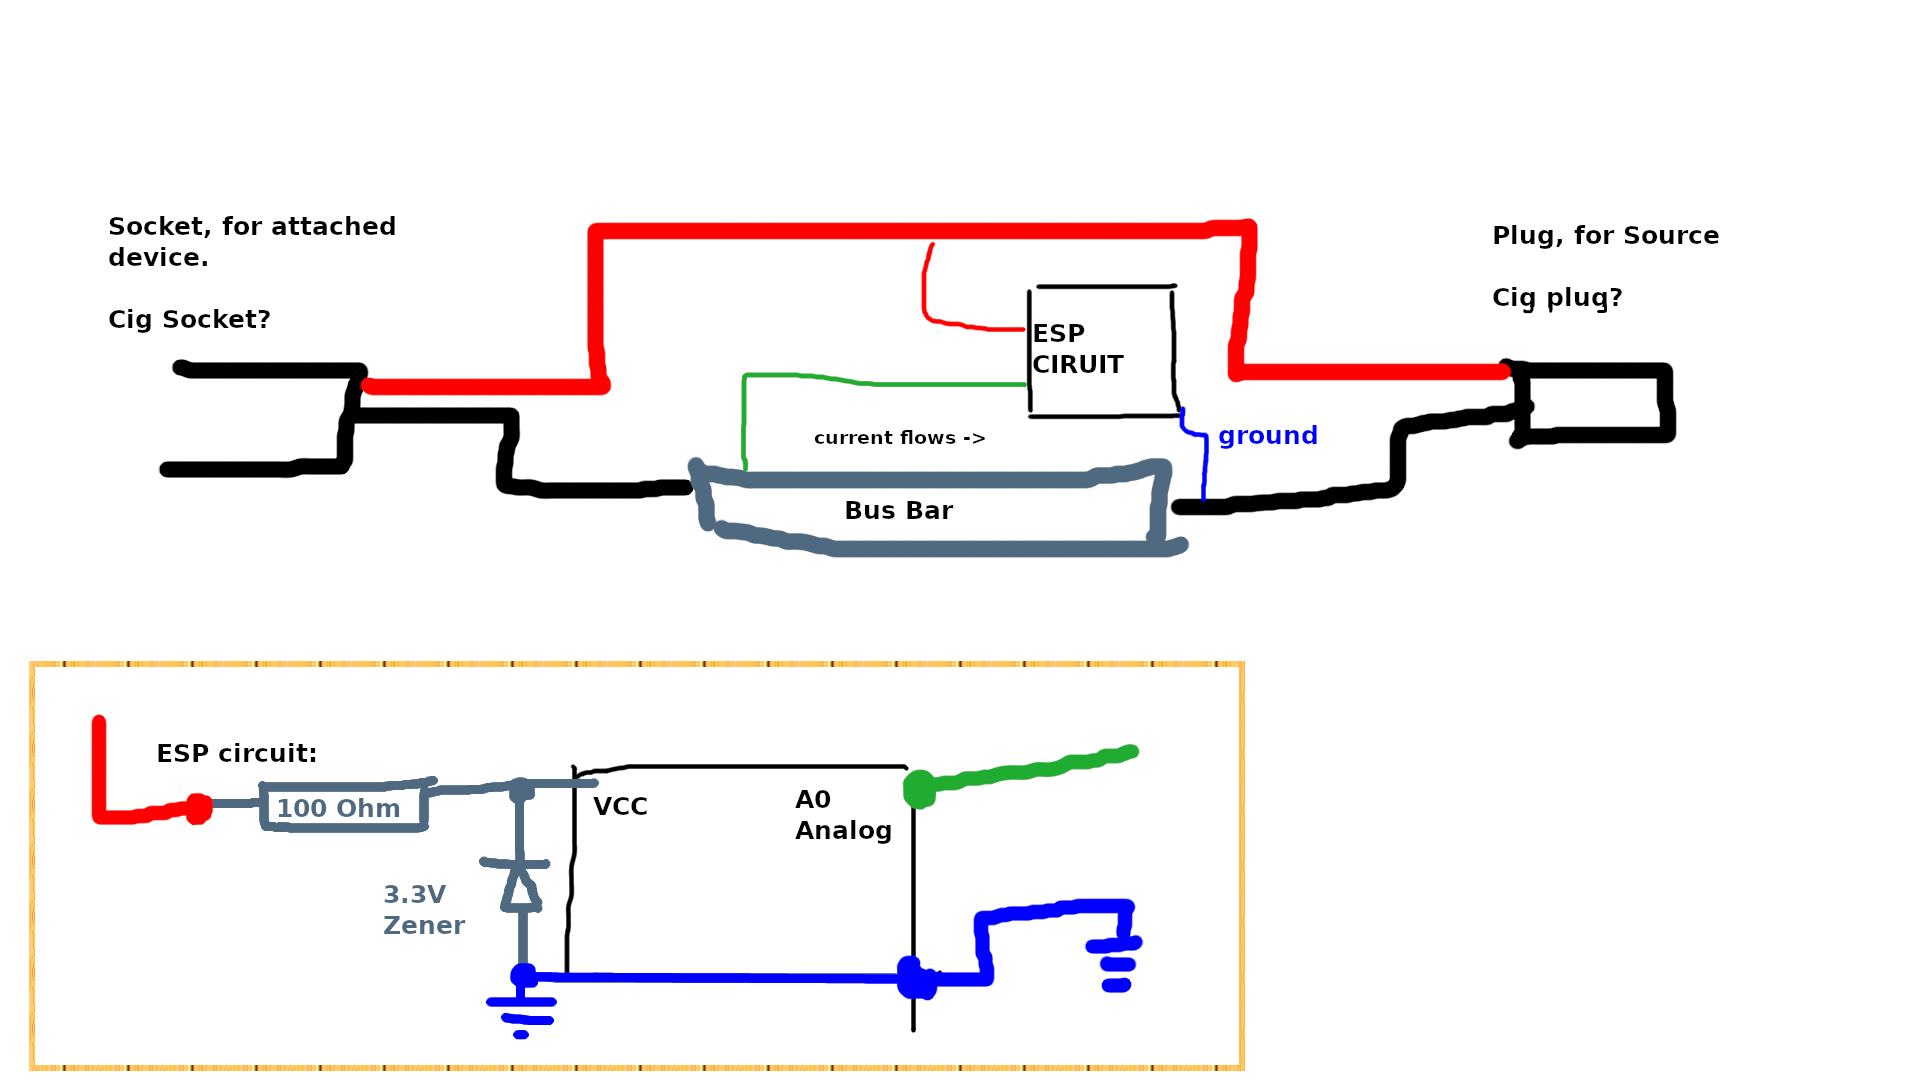 Socket, for attached
device.
Cig Socket?
Plug, for Source
Cig plug?
ESP
CIRUIT
current flows ->
ground
Bus Bar
ESP circuit:
100 Ohm
VCC
A0
Analog
3.3V
Zener